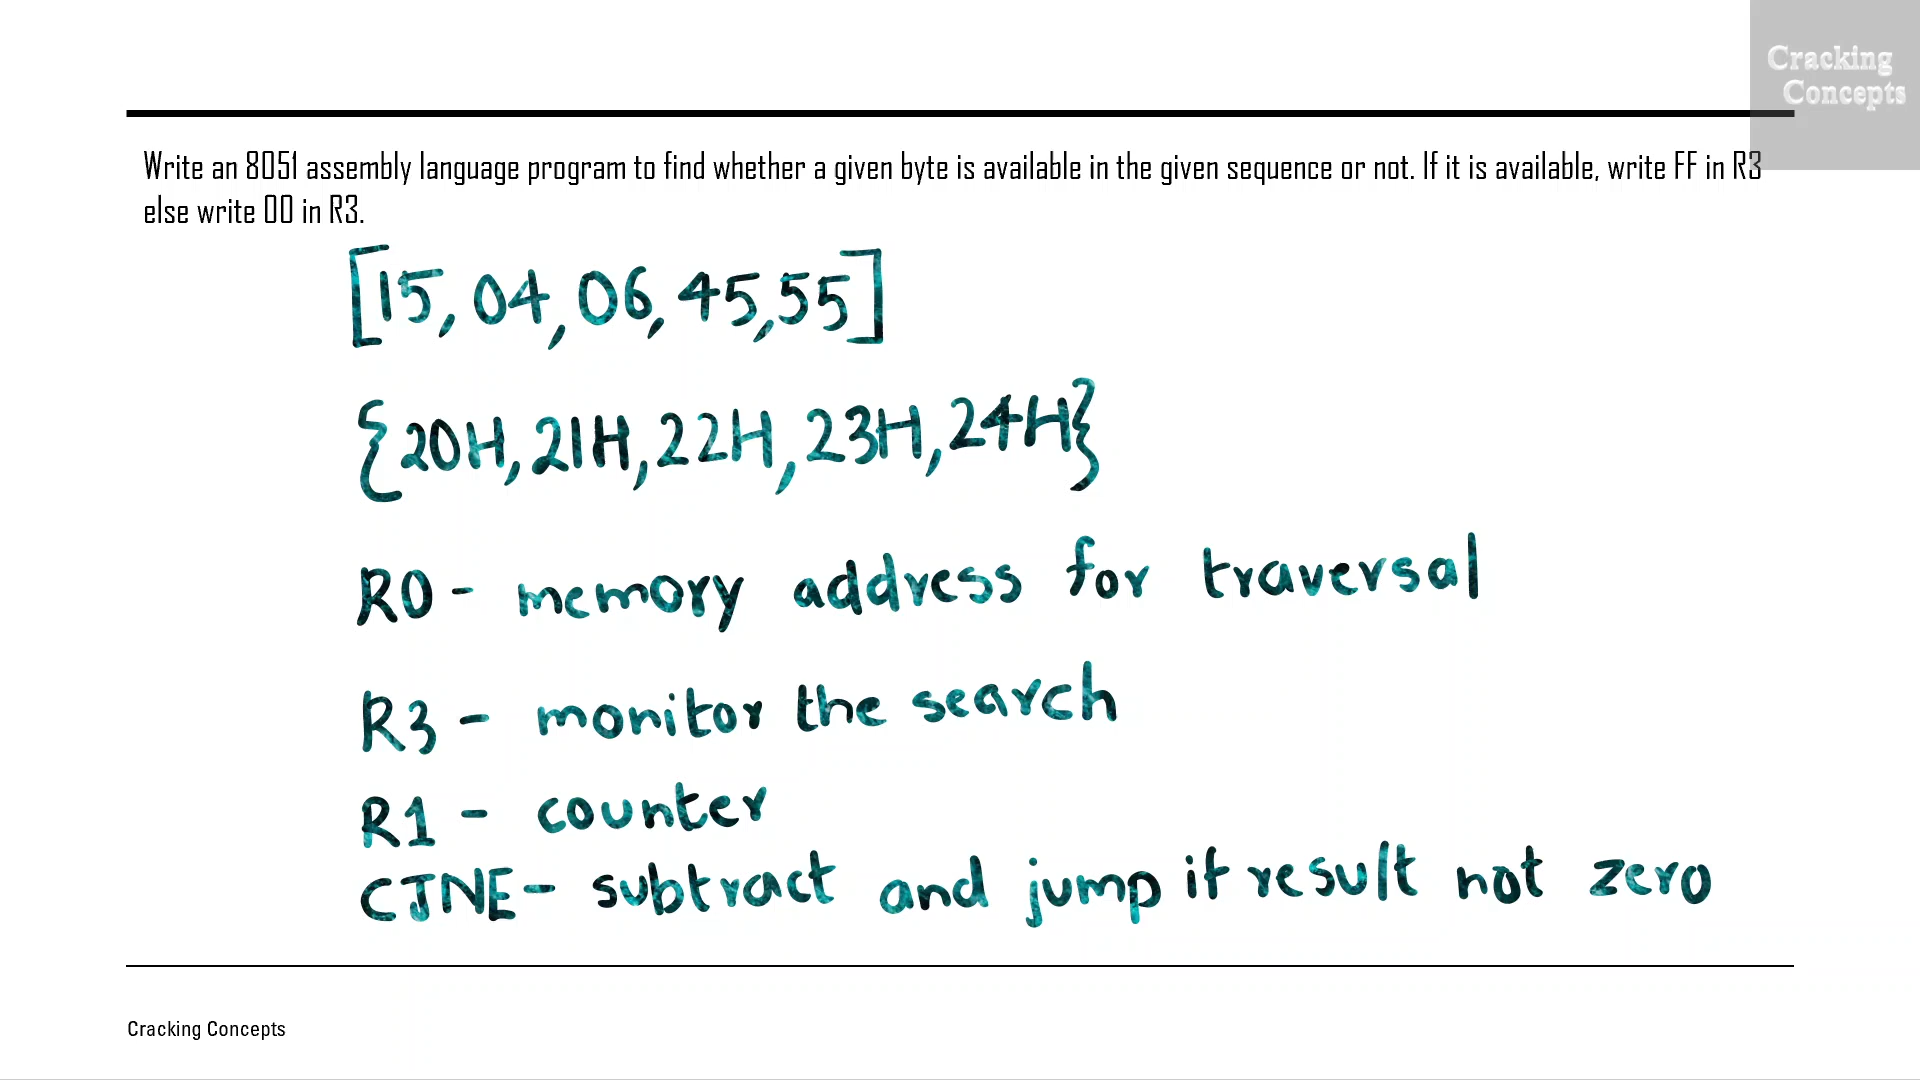 Cracking
Concepts
Write an 8051 assembly language program to find whether a given byte is available in the given sequence or not. If it is available, write FF in R3
else write 00 in R3.
[15, 04, 06, 45, 55]
{20H, 21H, 22H, 23H, 24H}
R0 - memory address for traversal
R3 - monitor the search
R1 - counter
CJNE - subtract and jump if result not zero
Cracking Concepts